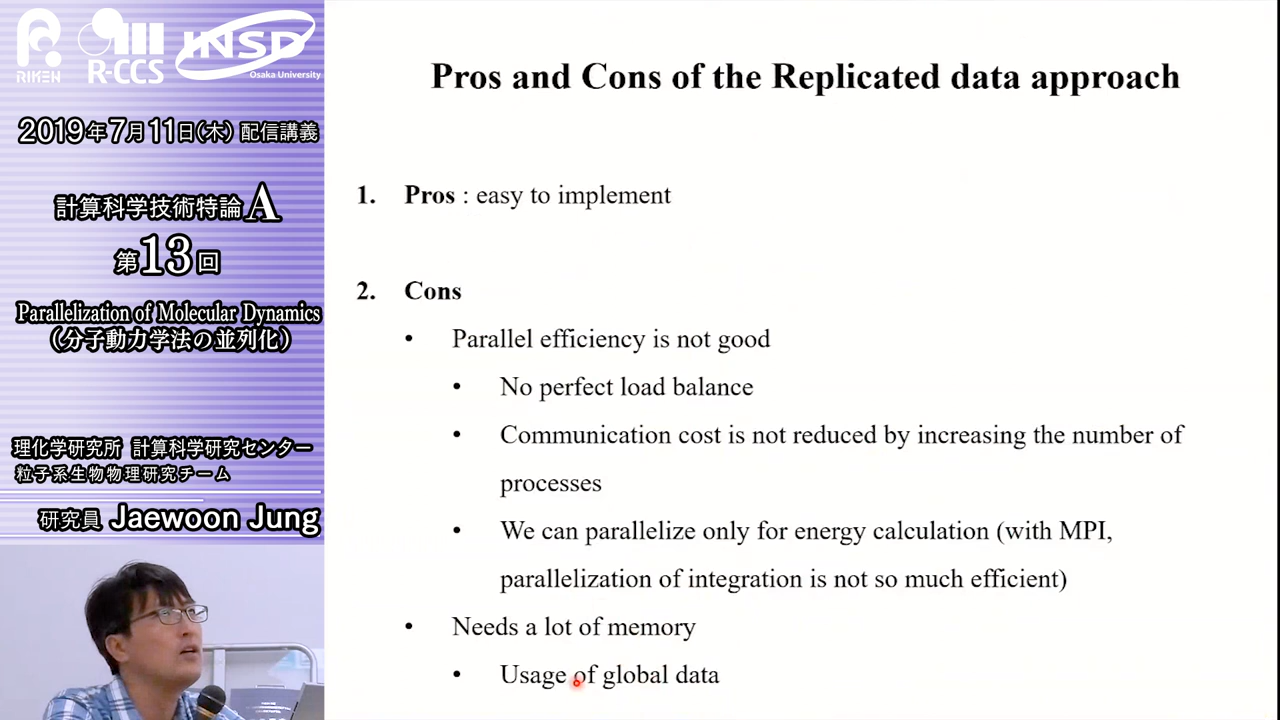 RIKEN
R-CCS
INSD
Osaka University
2019年7月11日(木) 配信講義
計算科学技術特論A
第13回
Parallelization of Molecular Dynamics
(分子動力学法の並列化)
理化学研究所 計算科学研究センター
粒子系生物物理研究チーム
研究員 Jaewoon Jung
Pros and Cons of the Replicated data approach
1. Pros : easy to implement
2. Cons
• Parallel efficiency is not good
• No perfect load balance
• Communication cost is not reduced by increasing the number of
processes
• We can parallelize only for energy calculation (with MPI,
parallelization of integration is not so much efficient)
• Needs a lot of memory
• Usage of global data